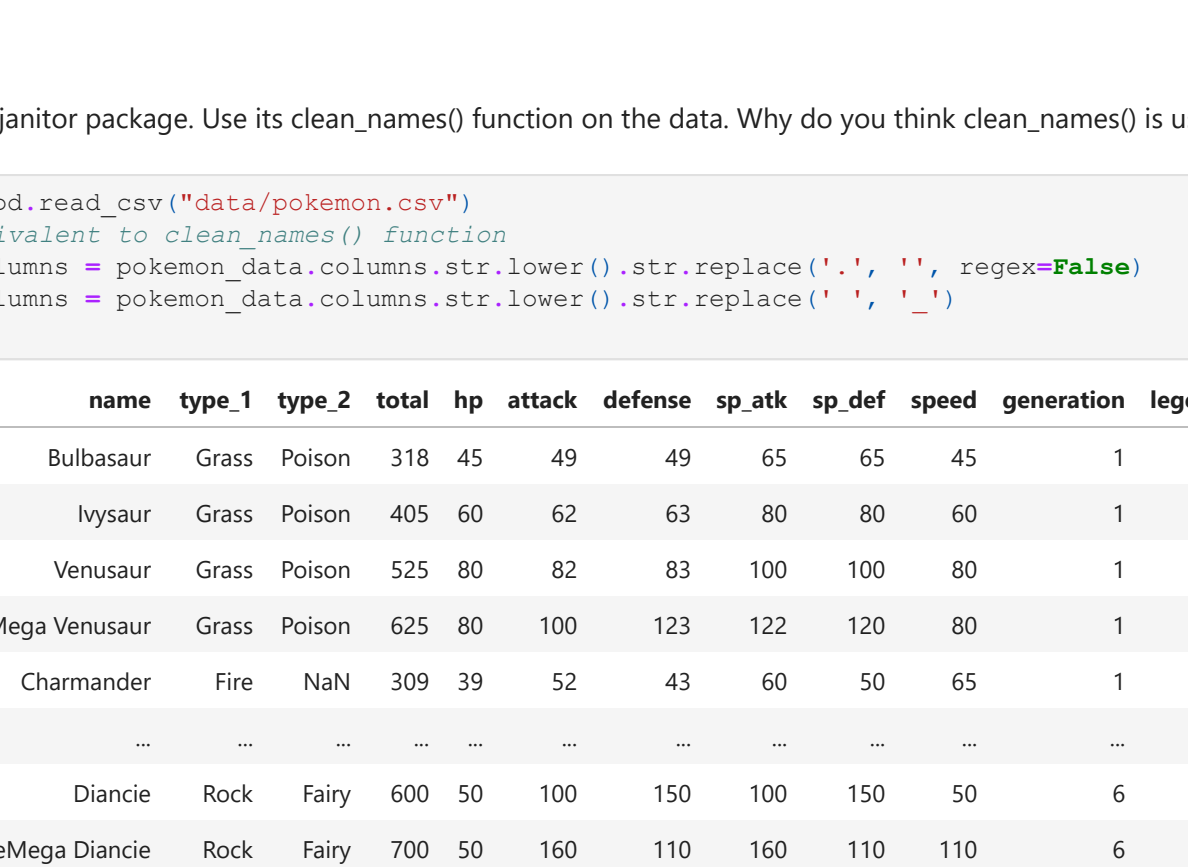 janitor package. Use its clean_names() function on the data. Why do you think clean_names() is u
od.read_csv("data/pokemon.csv")
ivalent to clean_names() function
lumns = pokemon_data.columns.str.lower().str.replace('.', '', regex=False)
lumns = pokemon_data.columns.str.lower().str.replace(' ', '_')
name type_1 type_2 total hp attack defense sp_atk sp_def speed generation lege
Bulbasaur Grass Poison 318 45 49 49 65 65 45 1
Ivysaur Grass Poison 405 60 62 63 80 80 60 1
Venusaur Grass Poison 525 80 82 83 100 100 80 1
Mega Venusaur Grass Poison 625 80 100 123 122 120 80 1
Charmander Fire NaN 309 39 52 43 60 50 65 1
... ... ... ... ... ... ... ... ... ... ...
Diancie Rock Fairy 600 50 100 150 100 150 50 6
eMega Diancie Rock Fairy 700 50 160 110 160 110 110 6